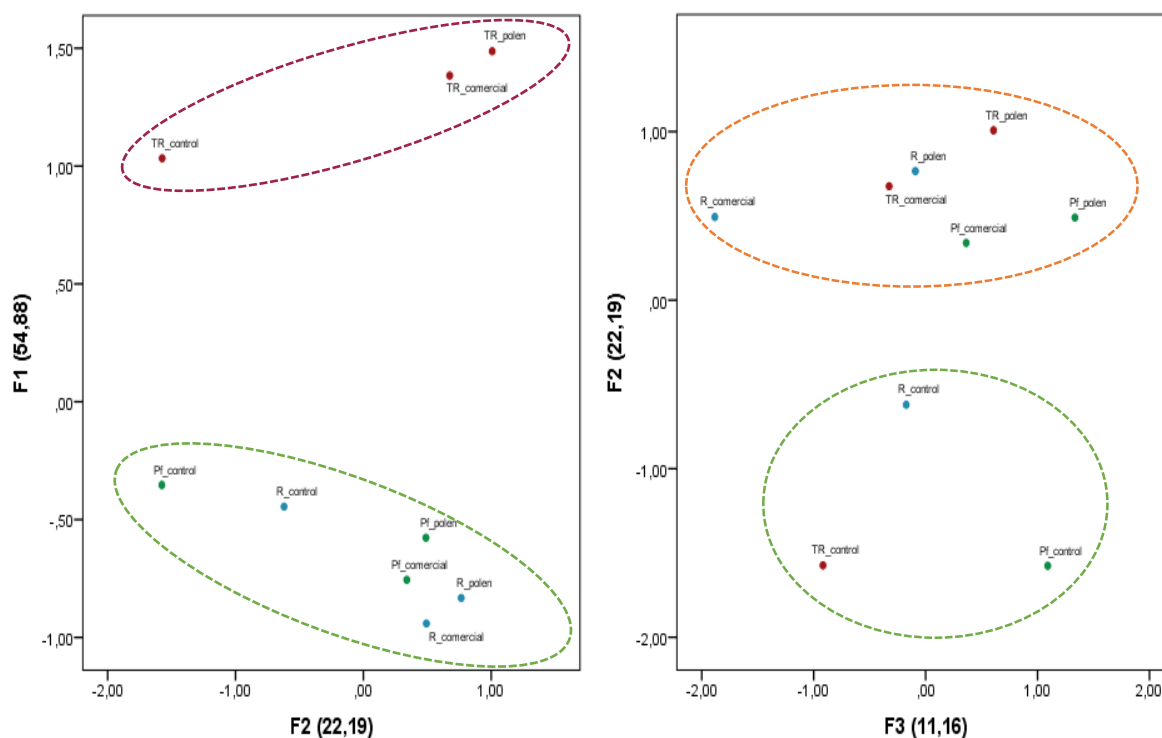 1,50
1,00
,50
,00
-,50
-1,00
F1 (54,88)
TR_polen
TR_comercial
TR_control
Pf_control
R_control
Pf_polen
Pf_comercial
R_polen
R_comercial
-2,00
-1,00
,00
1,00
F2 (22,19)
1,00
,00
-1,00
-2,00
F2 (22,19)
TR_polen
R_polen
R_comercial
TR_comercial
Pf_polen
Pf_comercial
R_control
TR_control
Pf_control
-2,00
-1,00
,00
1,00
2,00
F3 (11,16)